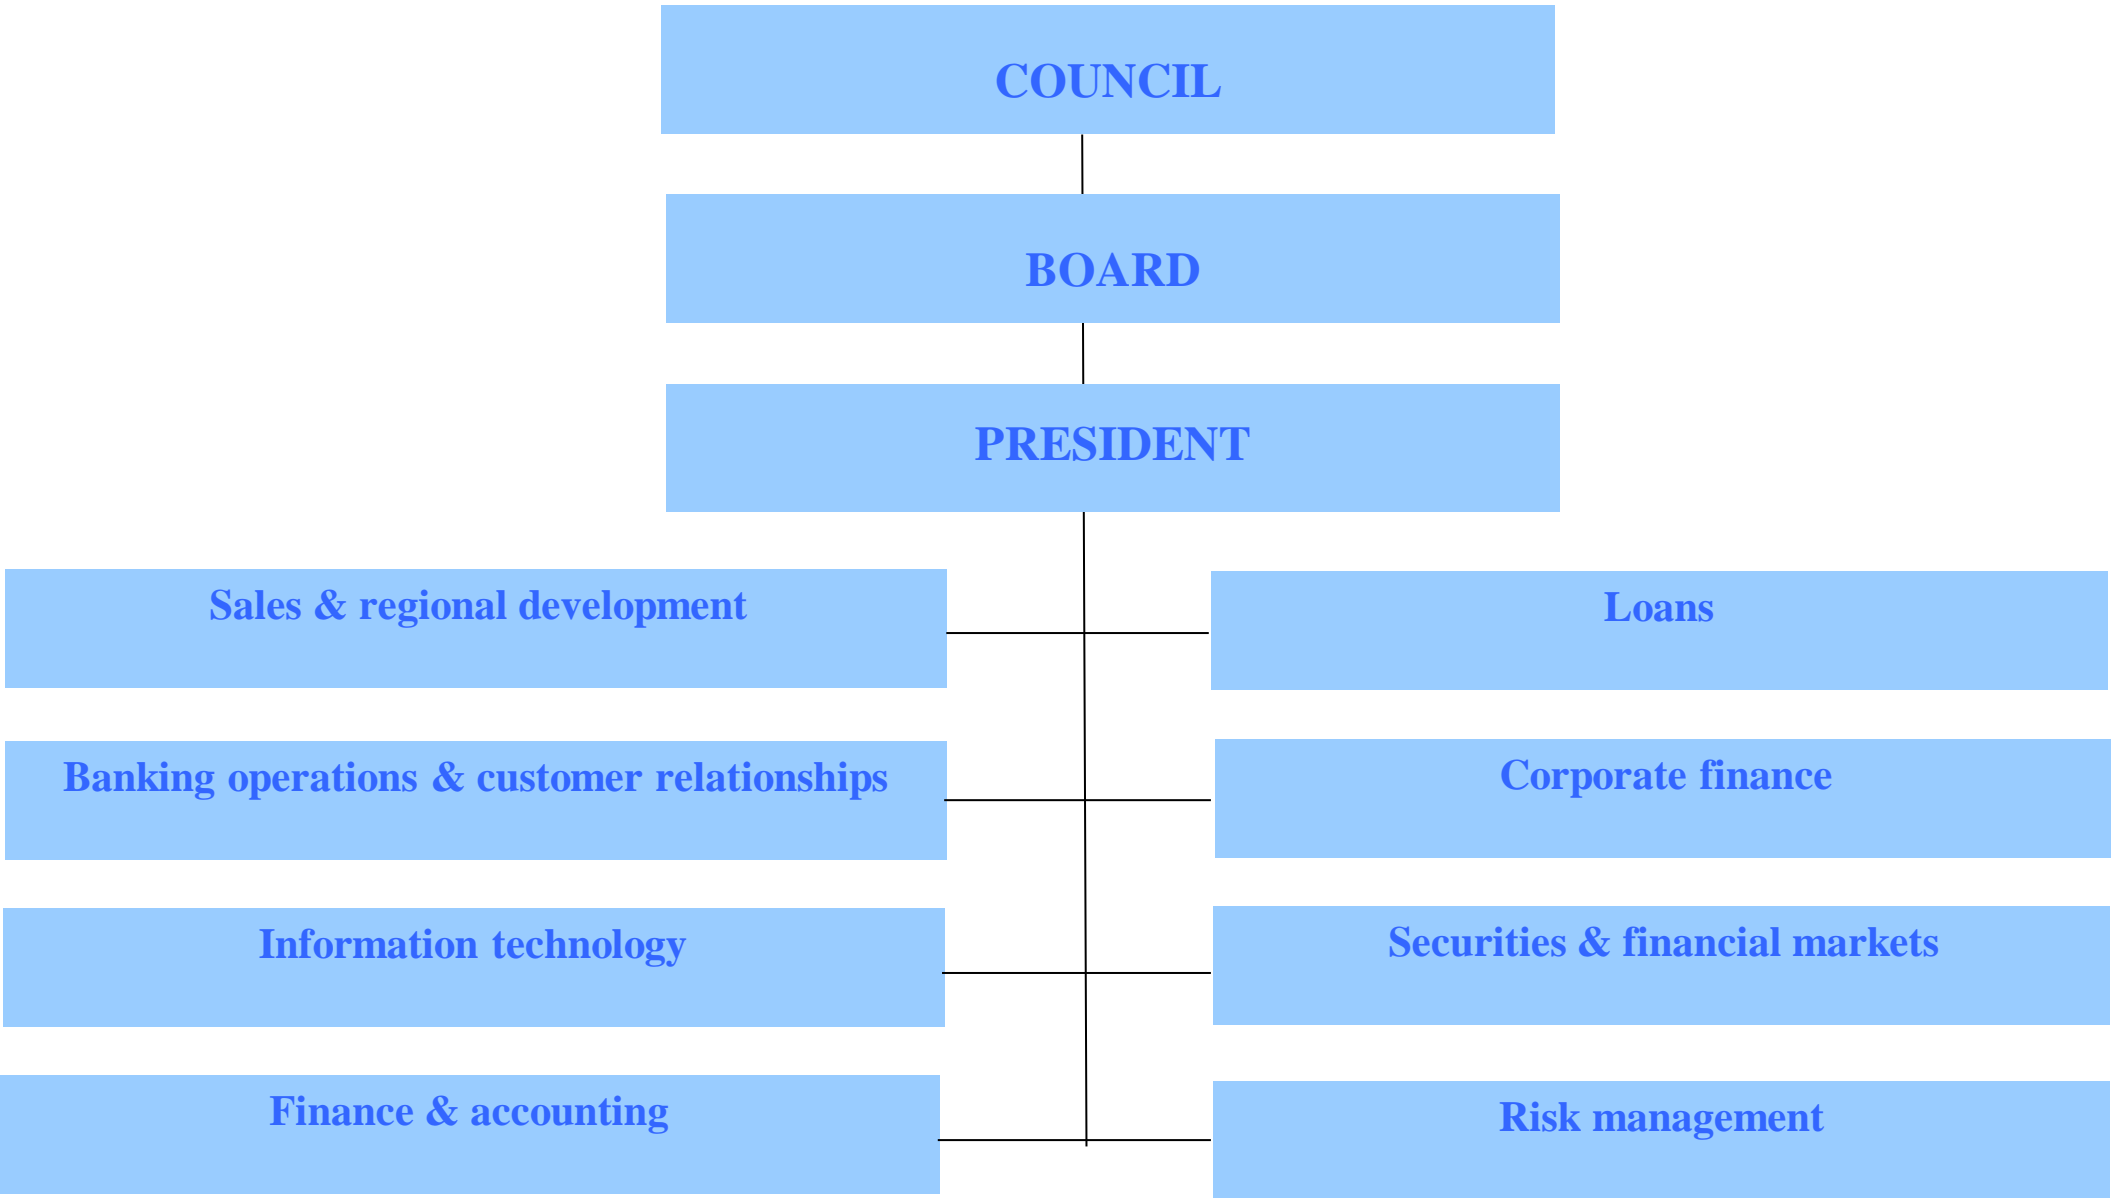 COUNCIL
BOARD
PRESIDENT
Sales & regional development
Loans
Banking operations & customer relationships
Corporate finance
Information technology
Securities & financial markets
Finance & accounting
Risk management